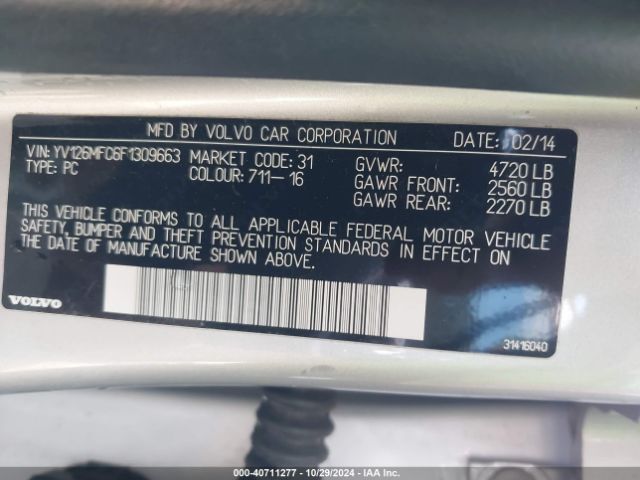 MFD BY VOLVO CAR CORPORATION DATE: 02/14
VIN: YV126MFC6F1309663 MARKET CODE: 31 GVWR: 4720 LB
TYPE: PC COLOUR: 711-16 GAWR FRONT: 2560 LB
GAWR REAR: 2270 LB
THIS VEHICLE CONFORMS TO ALL APPLICABLE FEDERAL MOTOR VEHICLE
SAFETY, BUMPER AND THEFT PREVENTION STANDARDS IN EFFECT ON
THE DATE OF MANUFACTURE SHOWN ABOVE.
VOLVO
31416040
000-40711277 - 10/29/2024 - IAA Inc.